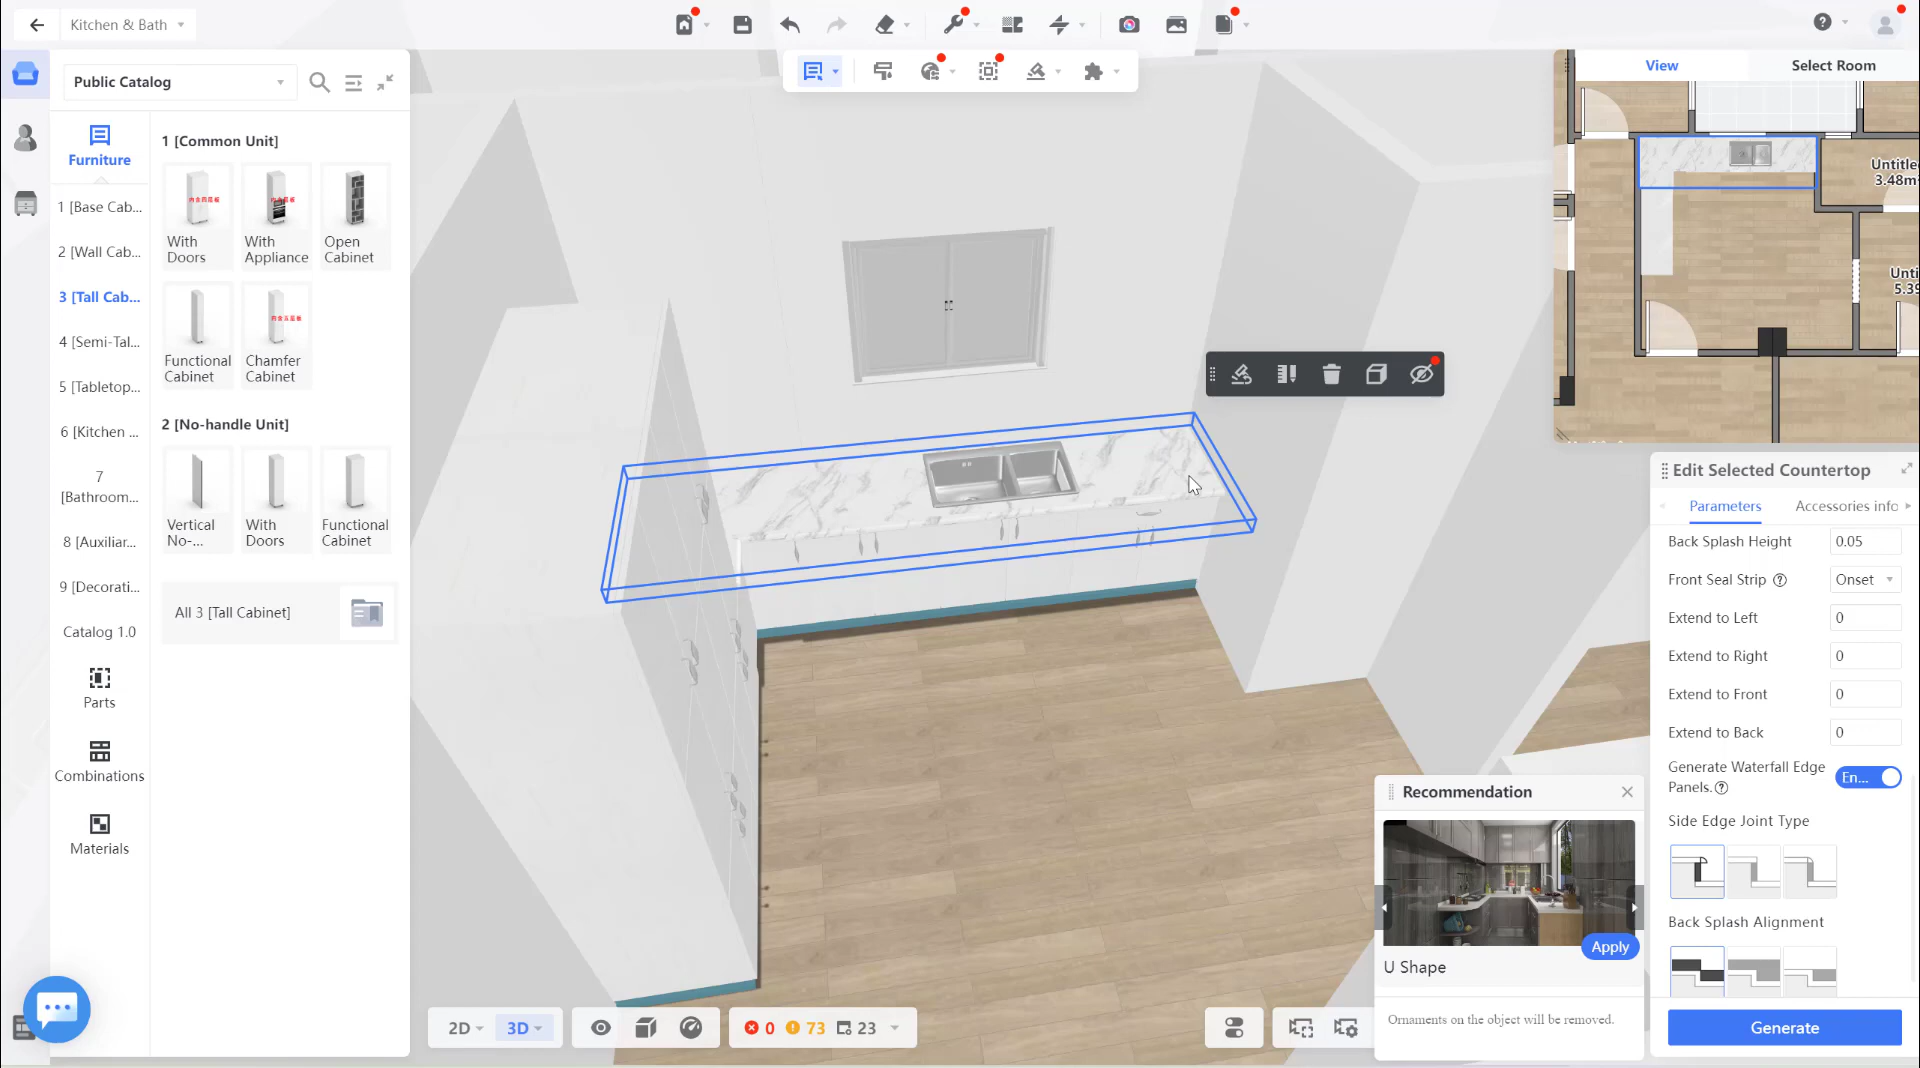 Kitchen & Bath
Public Catalog
Furniture
1 [Base Cab...
2 [Wall Cab...
3 [Tall Cab...
4 [Semi-Tal...
5 [Tabletop...
6 [Kitchen ...
7
[Bathroom...
8 [Auxiliar...
9 [Decorati...
Catalog 1.0
Parts
Combinations
Materials
1 [Common Unit]
With
Doors
With
Appliance
Open
Cabinet
Functional
Cabinet
Chamfer
Cabinet
2 [No-handle Unit]
Vertical
No-...
With
Doors
Functional
Cabinet
All 3 [Tall Cabinet]
View
Select Room
Untitle
3.48m
Unti
5.39
Edit Selected Countertop
Parameters
Accessories info
Back Splash Height
0.05
Front Seal Strip
Onset
Extend to Left
0
Extend to Right
0
Extend to Front
0
Extend to Back
0
Generate Waterfall Edge
Panels.
En...
Side Edge Joint Type
Back Splash Alignment
Generate
Recommendation
Apply
U Shape
Ornaments on the object will be removed.
2D
3D
0
73
23